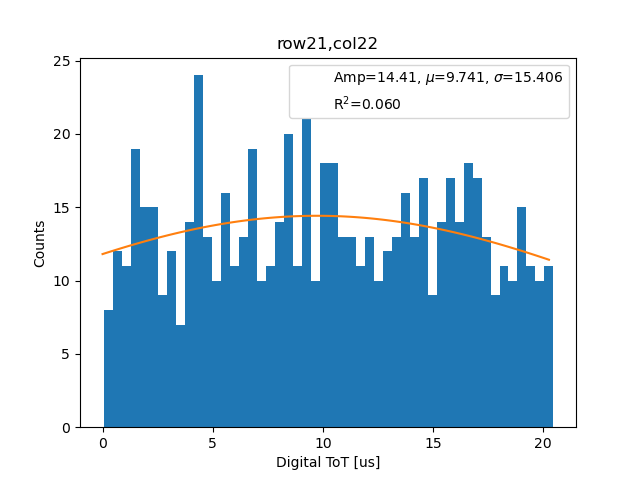 row21,col22
Amp=14.41, μ=9.741, σ=15.406
R²=0.060
25
20
15
10
5
0
Counts
0 5 10 15 20
Digital ToT [us]